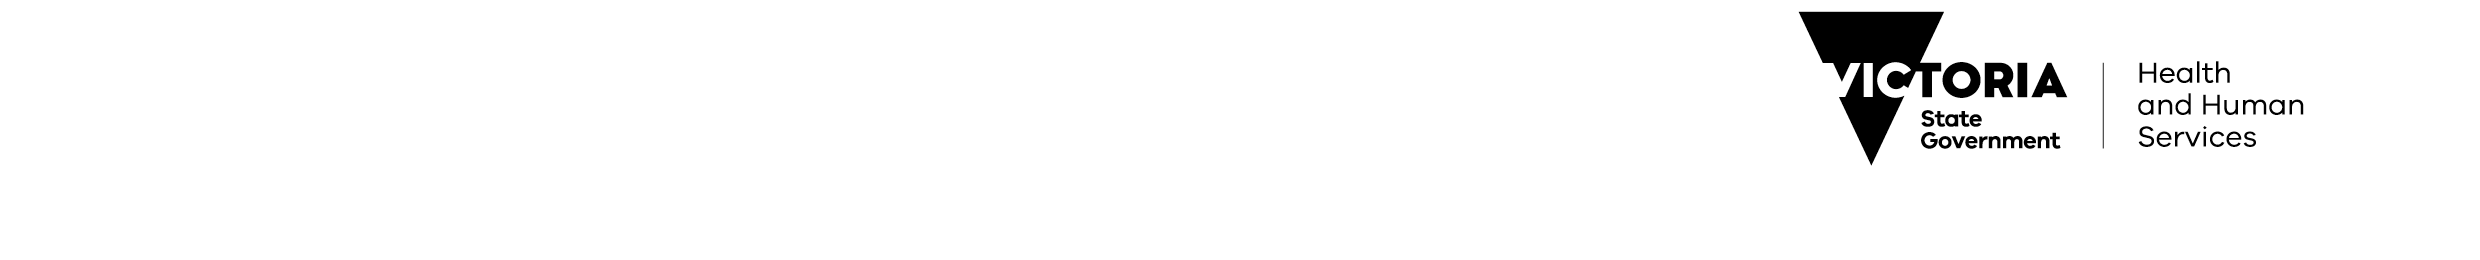 VICTORIA
State
Government
Health
and Human
Services